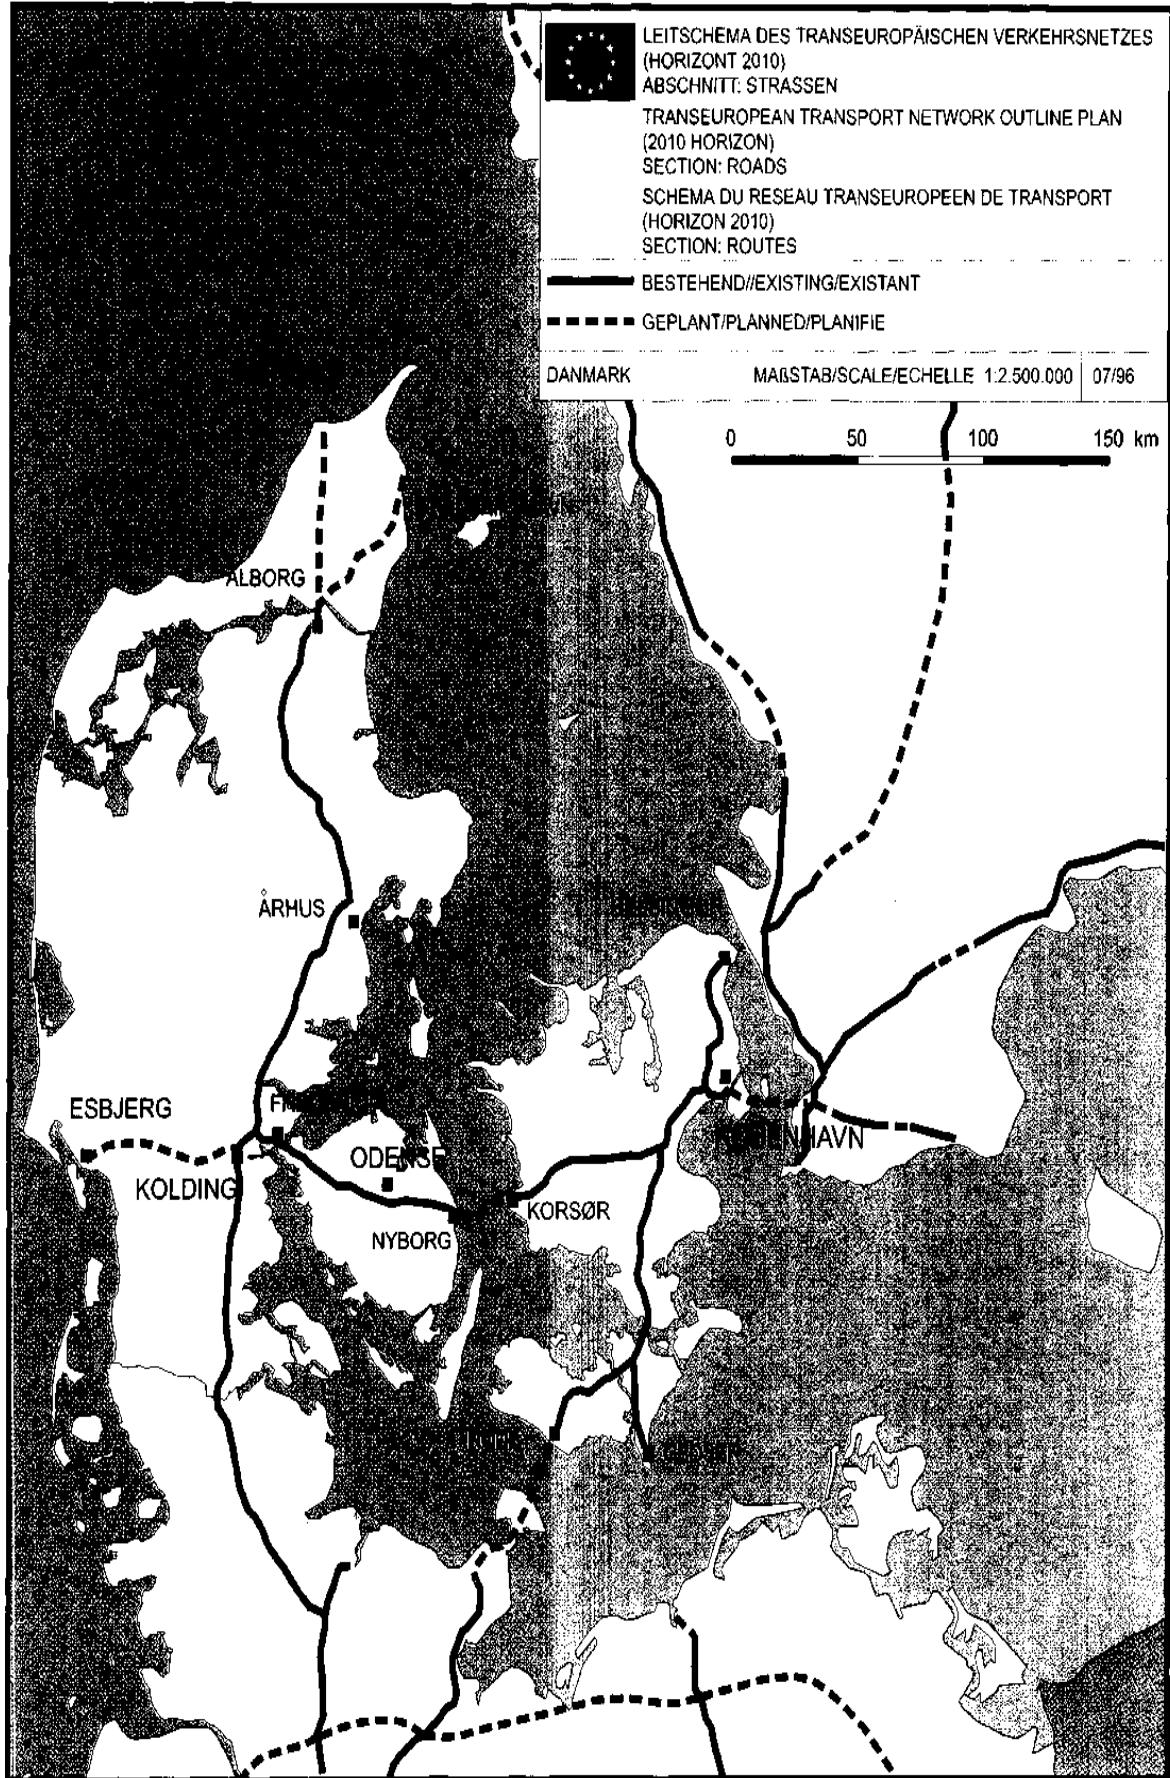 LEITSCHEMA DES TRANSEUROPÄISCHEN VERKEHRSNETZES
(HORIZONT 2010)
ABSCHNITT: STRASSEN
TRANSEUROPEAN TRANSPORT NETWORK OUTLINE PLAN
(2010 HORIZON)
SECTION: ROADS
SCHEMA DU RESEAU TRANSEUROPEEN DE TRANSPORT
(HORIZON 2010)
SECTION: ROUTES
BESTEHEND//EXISTING/EXISTANT
GEPLANT/PLANNED/PLANIFIE
DANMARK MAßSTAB/SCALE/ECHELLE 1:2.500.000 07/96
0 50 100 150 km
ALBORG
ÅRHUS
ESBJERG
ODENSE
KØBENHAVN
KOLDING
KORSØR
NYBORG